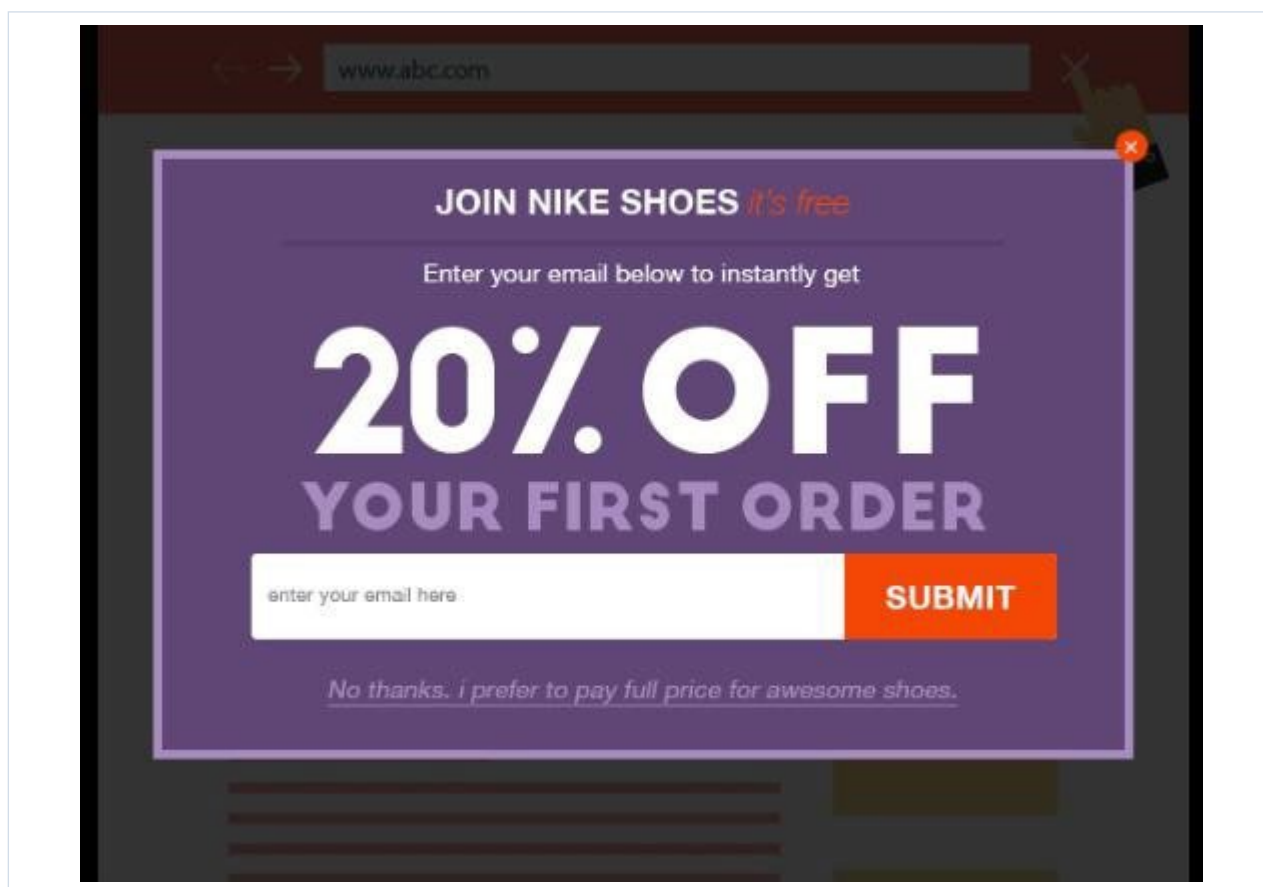 www.abc.com
JOIN NIKE SHOES it's free
Enter your email below to instantly get
20% OFF
YOUR FIRST ORDER
enter your email here
SUBMIT
No thanks. i prefer to pay full price for awesome shoes.